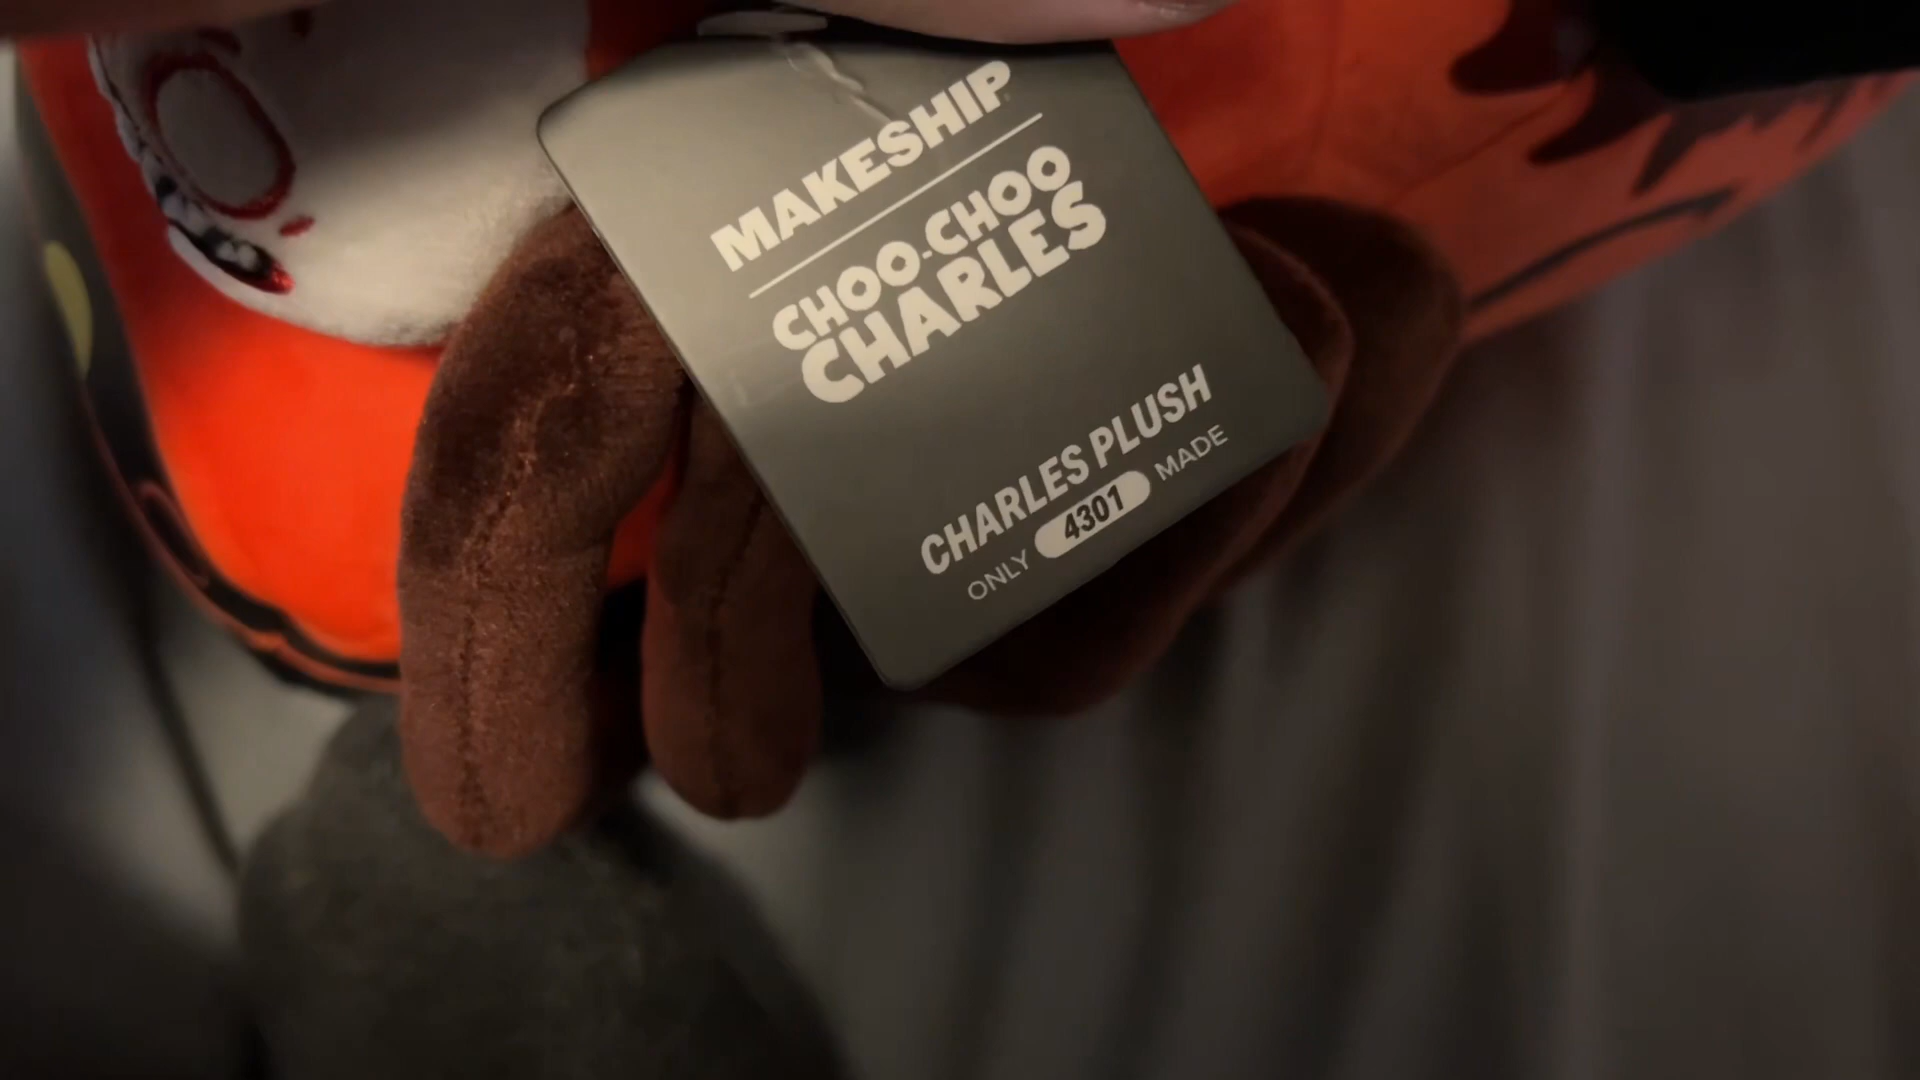 MAKESHIP
CHOO-CHOO
CHARLES
CHARLES PLUSH
ONLY 4301 MADE